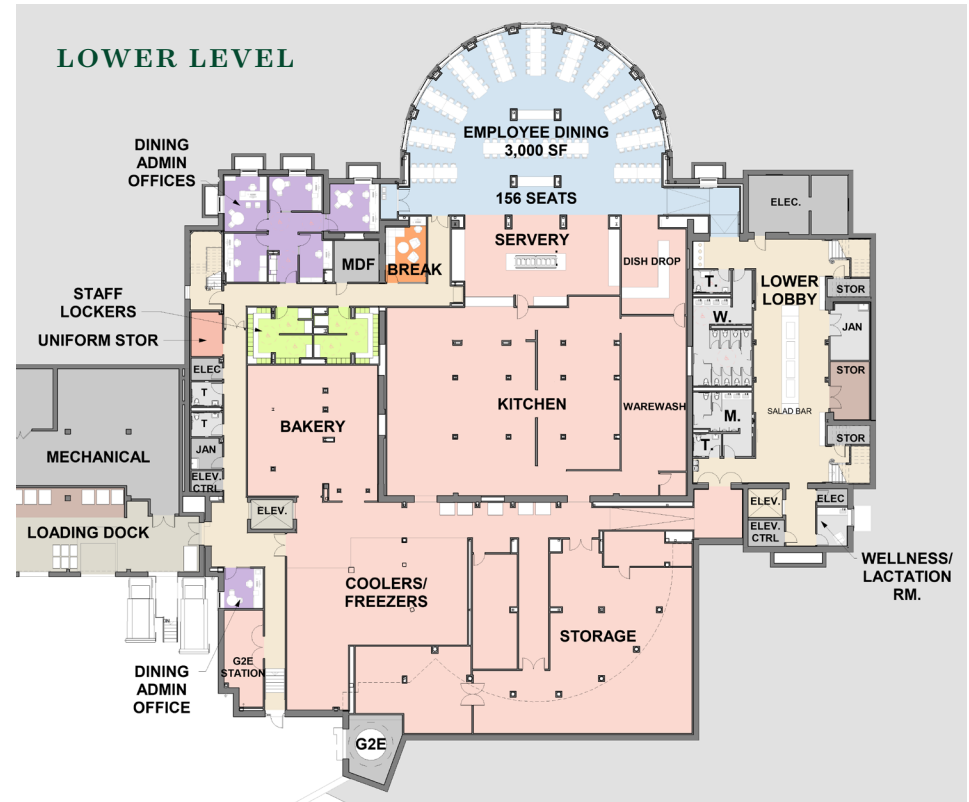 LOWER LEVEL
DINING
ADMIN
OFFICES
EMPLOYEE DINING
3,000 SF
156 SEATS
ELEC.
SERVERY
DISH DROP
MDF
BREAK
T.
LOWER
LOBBY
STOR
STAFF
LOCKERS
W.
JAN
UNIFORM STOR
ELEC
STOR
T
KITCHEN
WAREWASH
M.
SALAD BAR
T
BAKERY
STOR
T.
JAN
MECHANICAL
ELEV.
CTRL
ELEV.
ELEV.
ELEC
LOADING DOCK
ELEV.
CTRL
WELLNESS/
LACTATION
RM.
COOLERS/
FREEZERS
STORAGE
IN
G2E
STATION
DINING
ADMIN
OFFICE
G2E